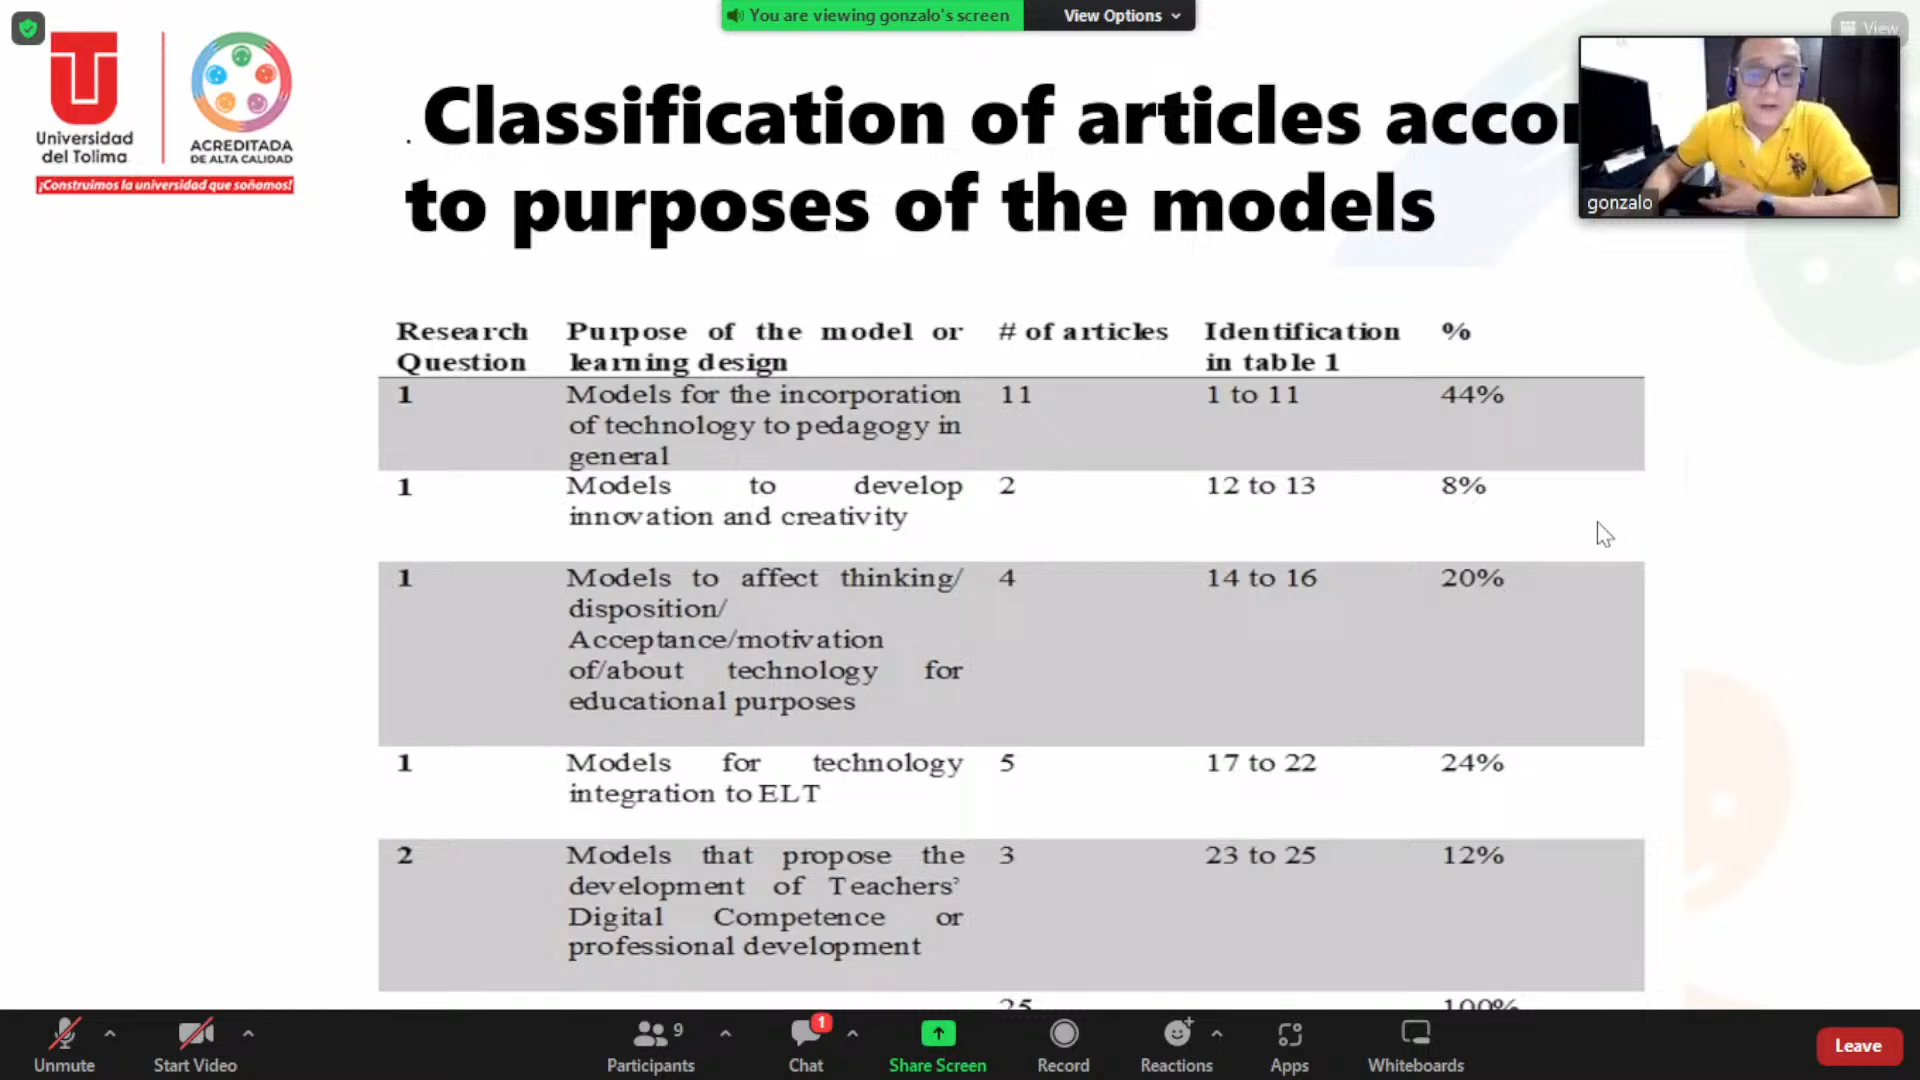 You are viewing gonzalo's screen
View Options
View
Universidad
del Tolima
ACREDITADA
DE ALTA CALIDAD
¡Construimos la universidad que soñamos!
. Classification of articles accor
to purposes of the models
gonzalo
Research Question
Purpose of the model or learning design
# of articles
Identification in table 1
%
1
Models for the incorporation
of technology to pedagogy in
general
11
1 to 11
44%
1
Models to develop
innovation and creativity
2
12 to 13
8%
1
Models to affect thinking/
disposition/
Acceptance/motivation
of/about technology for
educational purposes
4
14 to 16
20%
1
Models for technology
integration to ELT
5
17 to 22
24%
2
Models that propose the
development of Teachers'
Digital Competence or
professional development
3
23 to 25
12%
25
100%
Unmute
Start Video
Participants
9
Chat
1
Share Screen
Record
Reactions
Apps
Whiteboards
Leave